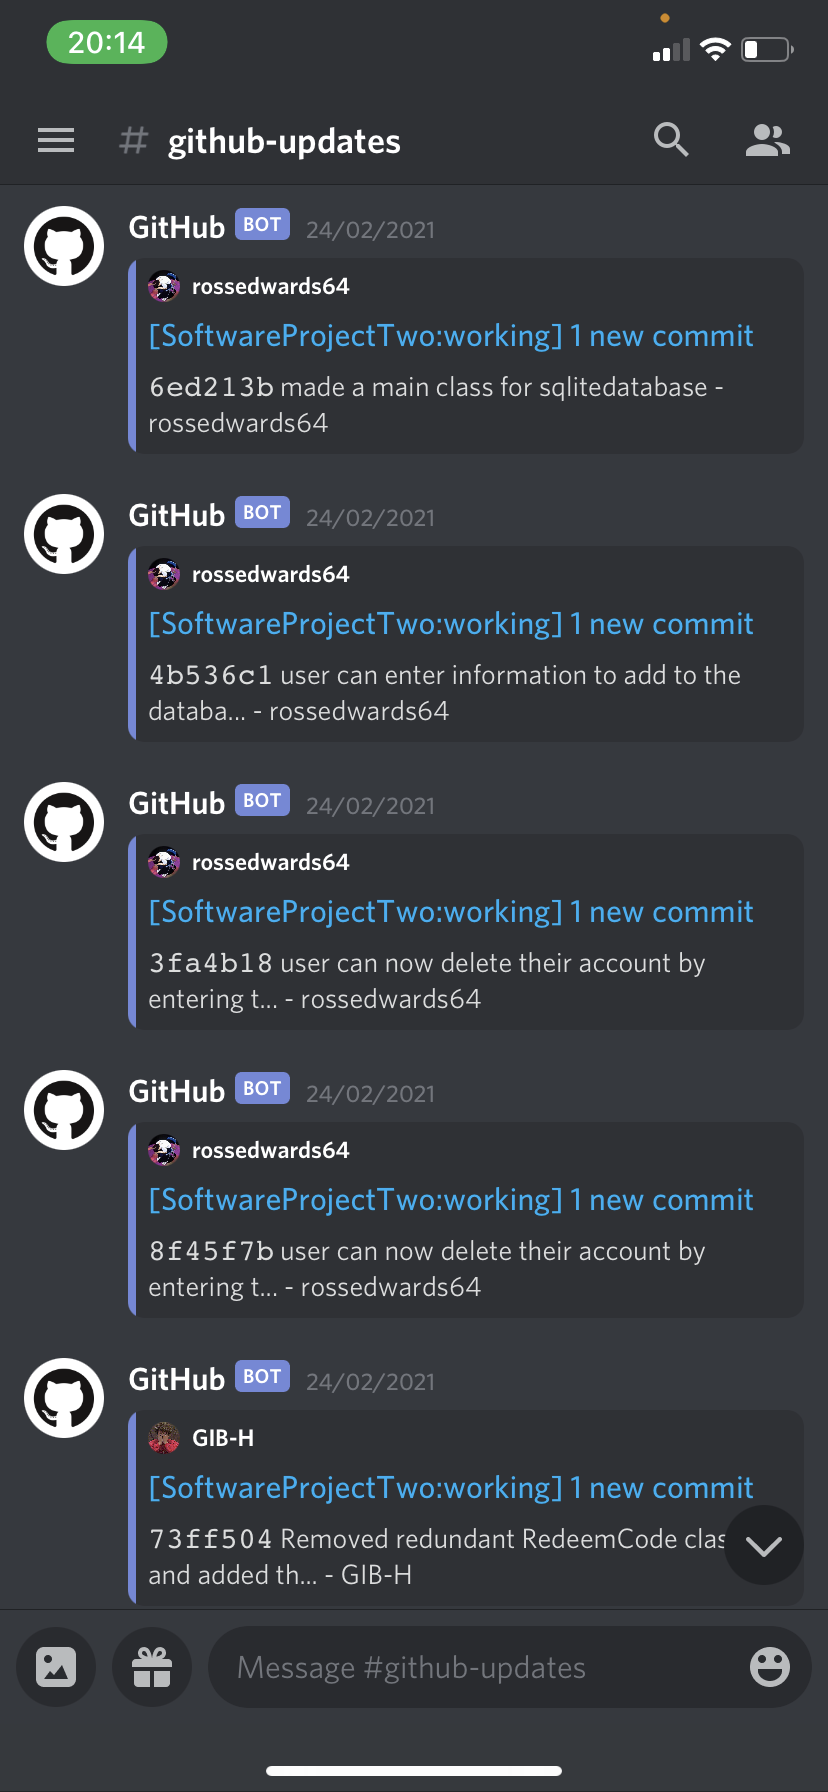 20:14
# github-updates
GitHub BOT 24/02/2021
rossedwards64
[SoftwareProjectTwo:working] 1 new commit
6ed213b made a main class for sqlitedatabase -
rossedwards64
GitHub BOT 24/02/2021
rossedwards64
[SoftwareProjectTwo:working] 1 new commit
4b536c1 user can enter information to add to the
databa... - rossedwards64
GitHub BOT 24/02/2021
rossedwards64
[SoftwareProjectTwo:working] 1 new commit
3fa4b18 user can now delete their account by
entering t... - rossedwards64
GitHub BOT 24/02/2021
rossedwards64
[SoftwareProjectTwo:working] 1 new commit
8f45f7b user can now delete their account by
entering t... - rossedwards64
GitHub BOT 24/02/2021
GIB-H
[SoftwareProjectTwo:working] 1 new commit
73ff504 Removed redundant RedeemCode clas
and added th... - GIB-H
Message #github-updates